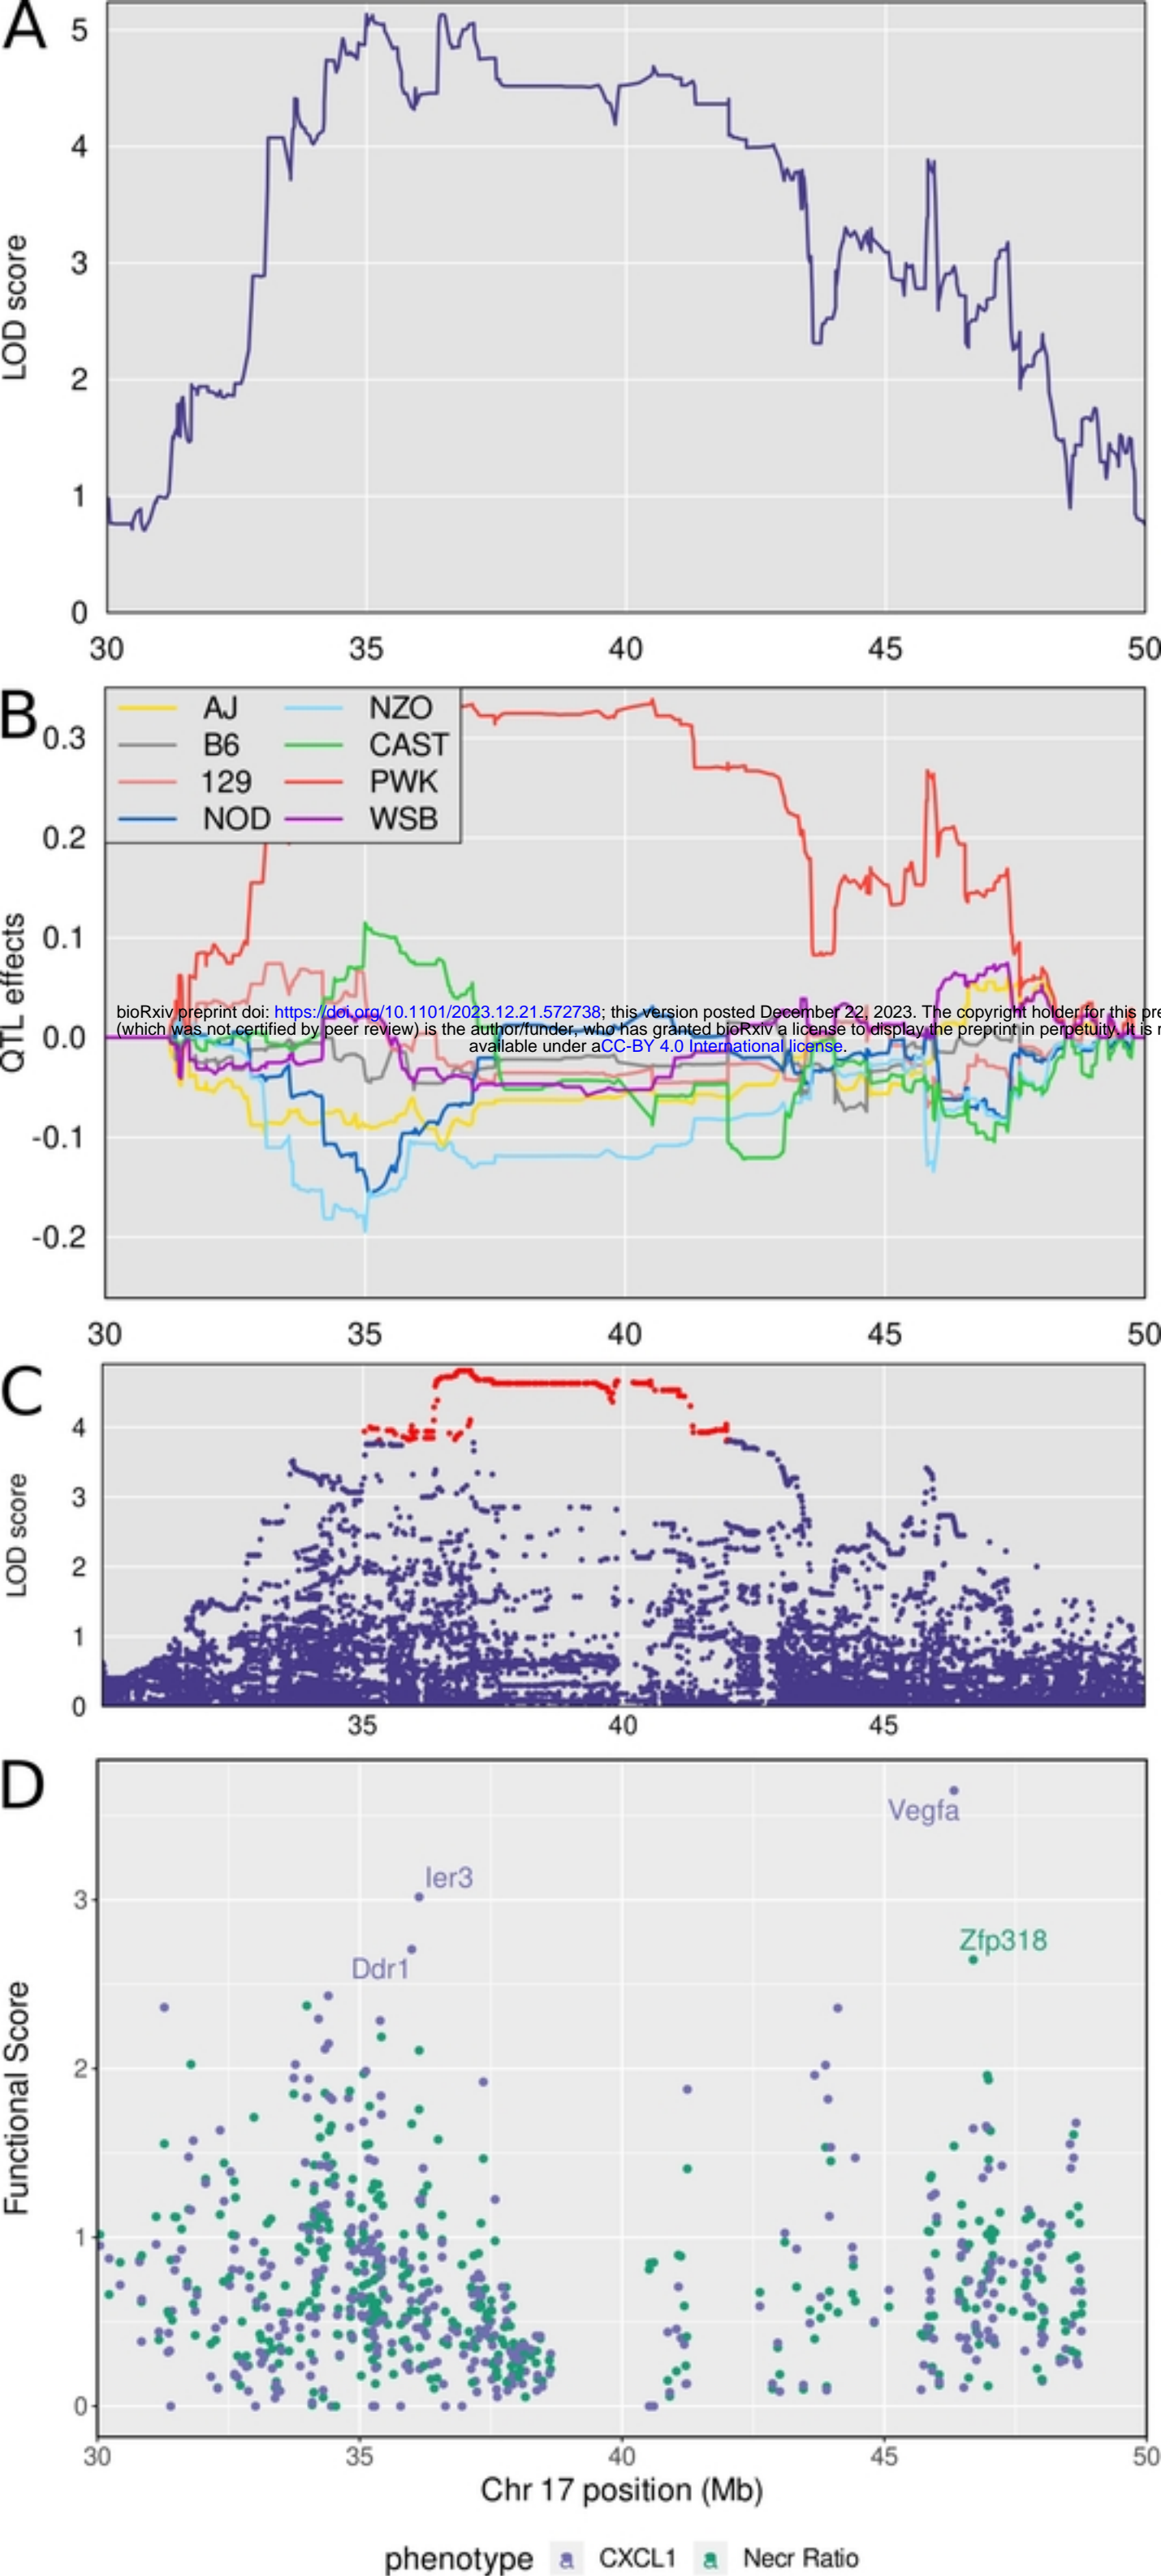 A
5
4
3
2
1
0
LOD score
30 35 40 45 50
B
AJ NZO
B6 CAST
129 PWK
NOD WSB
0.3
0.2
0.1
0.0
-0.1
-0.2
QTL effects
bioRxiv preprint doi: https://doi.org/10.1101/2023.12.21.572738; this version posted December 22, 2023. The copyright holder for this pre
(which was not certified by peer review) is the author/funder, who has granted bioRxiv a license to display the preprint in perpetuity. It is
available under aCC-BY 4.0 International license.
30 35 40 45 50
C
4
3
2
1
0
LOD score
35 40 45
D
Vegfa
Ier3
Zfp318
Ddr1
3
2
1
0
Functional Score
30 35 40 45 50
Chr 17 position (Mb)
phenotype a CXCL1 a Necr Ratio